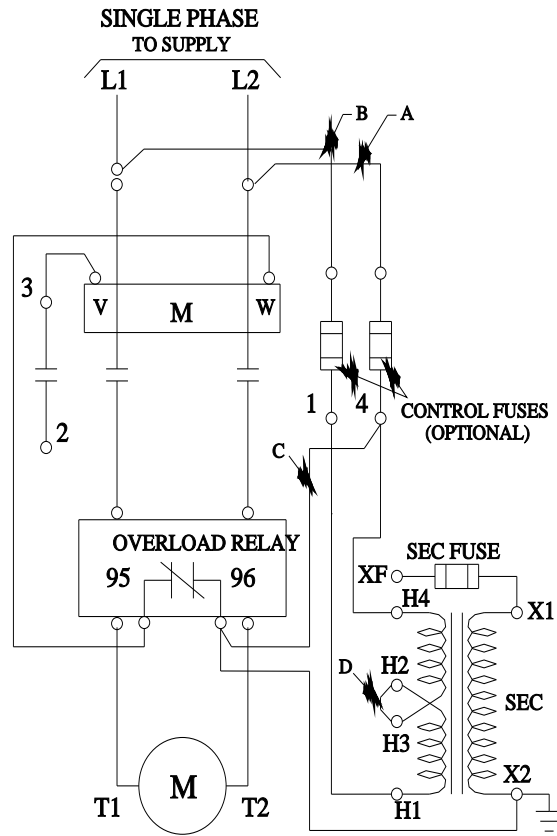 SINGLE PHASE
TO SUPPLY
L1
L2
B
A
3
V
M
W
2
1
4
CONTROL FUSES
(OPTIONAL)
C
OVERLOAD RELAY
95
96
SEC FUSE
XF
H4
X1
D
H2
SEC
H3
X2
H1
T1
M
T2